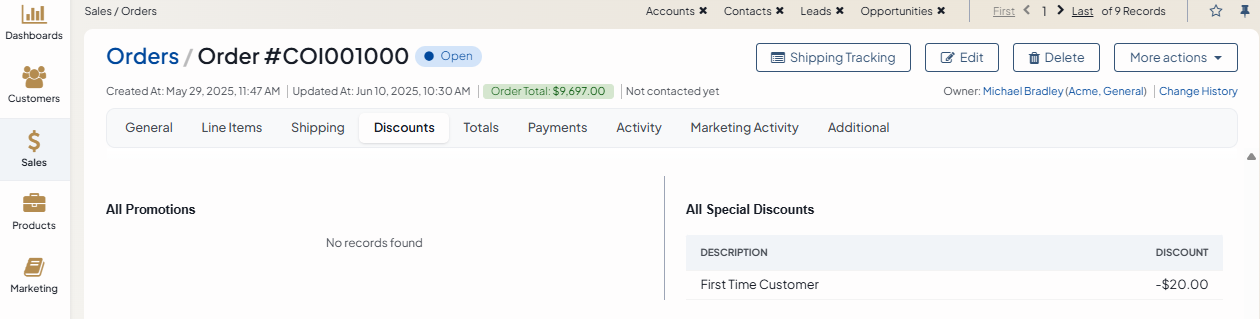 Dashboards
Customers
Sales
Products
Marketing
Sales / Orders
Accounts ✖ Contacts ✖ Leads ✖ Opportunities ✖
First < 1 > Last of 9 Records
Orders / Order #COI001000 Open
Shipping Tracking Edit Delete More actions
Created At: May 29, 2025, 11:47 AM Updated At: Jun 10, 2025, 10:30 AM Order Total: $9,697.00 Not contacted yet
Owner: Michael Bradley (Acme, General) Change History
General Line Items Shipping Discounts Totals Payments Activity Marketing Activity Additional
All Promotions
No records found
All Special Discounts
DESCRIPTION DISCOUNT
First Time Customer -$20.00